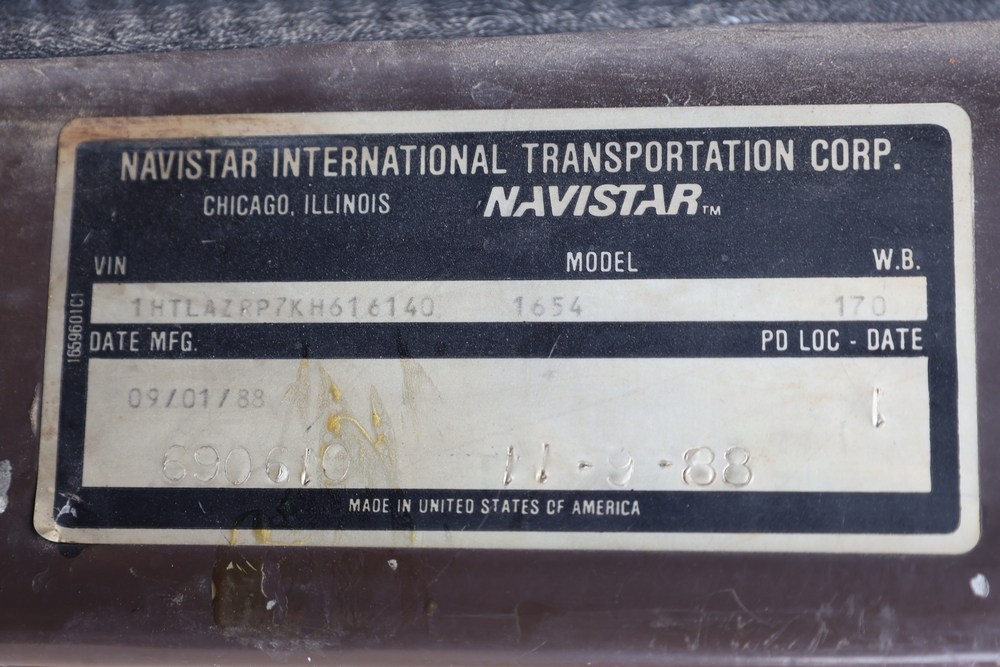 NAVISTAR INTERNATIONAL TRANSPORTATION CORP.
CHICAGO, ILLINOIS NAVISTAR™
VIN MODEL W.B.
1HTLAZRP7KH616140 1654 170
1659601C1
DATE MFG. PD LOC - DATE
09/01/88 1
690610 11-9-88
MADE IN UNITED STATES OF AMERICA